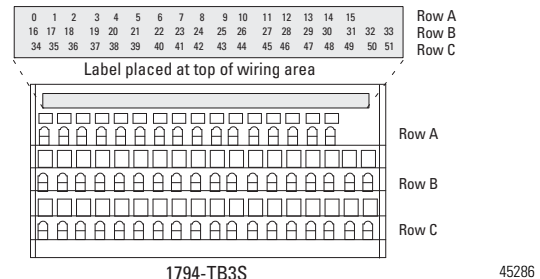 0 1 2 3 4 5 6 7 8 9 10 11 12 13 14 15 Row A
16 17 18 19 20 21 22 23 24 25 26 27 28 29 30 31 32 33 Row B
34 35 36 37 38 39 40 41 42 43 44 45 46 47 48 49 50 51 Row C
Label placed at top of wiring area
Row A
Row B
Row C
1794-TB3S 45286